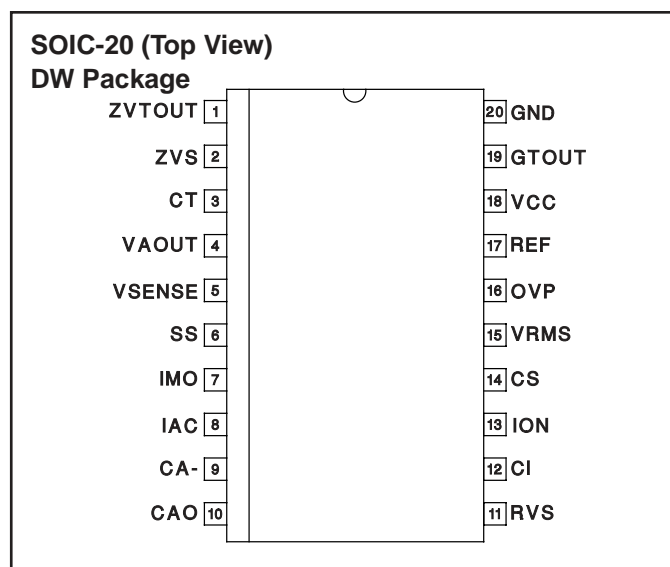 SOIC-20 (Top View)
DW Package
ZVTOUT 1 20 GND
ZVS 2 19 GTOUT
CT 3 18 VCC
VAOUT 4 17 REF
VSENSE 5 16 OVP
SS 6 15 VRMS
IMO 7 14 CS
IAC 8 13 ION
CA- 9 12 CI
CAO 10 11 RVS